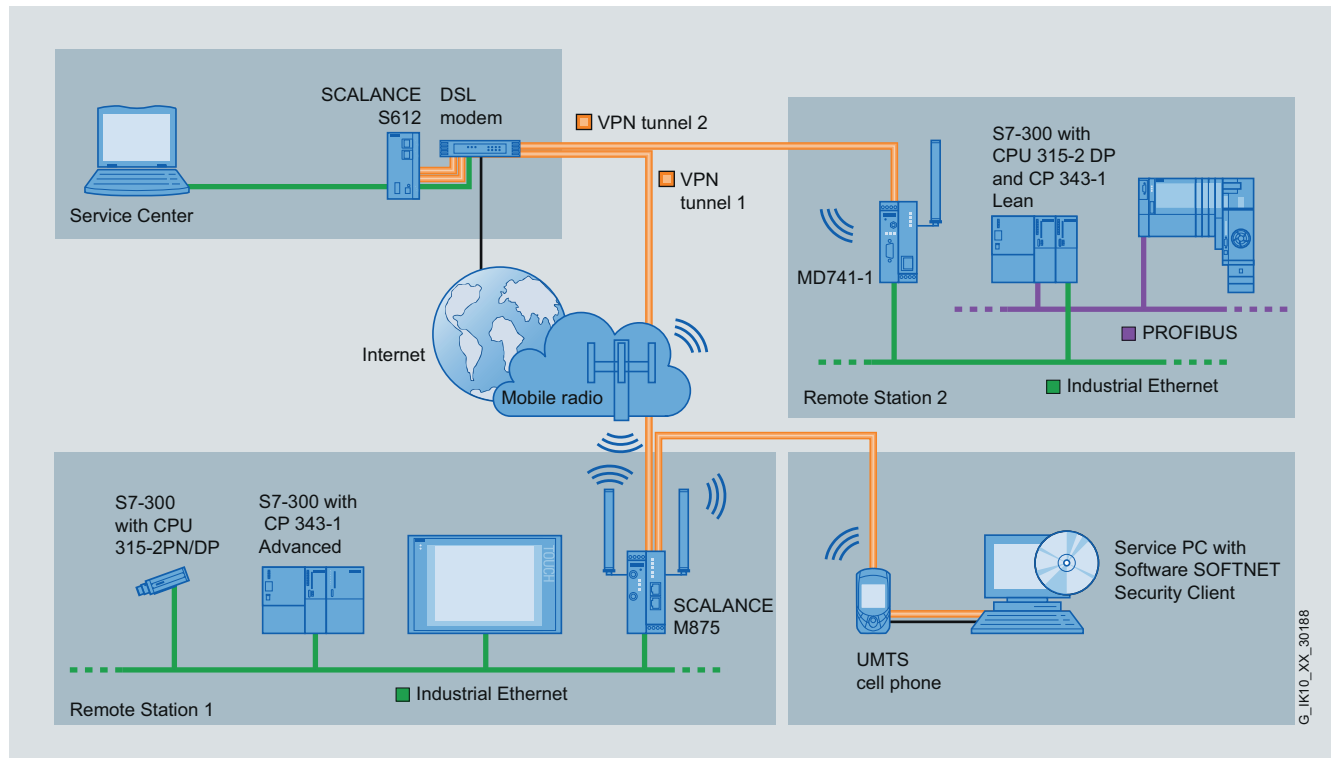 SCALANCE
S612
DSL
modem
Service Center
VPN tunnel 2
VPN
tunnel 1
S7-300 with
CPU 315-2 DP
and CP 343-1
Lean
MD741-1
PROFIBUS
Industrial Ethernet
Remote Station 2
Internet
Mobile radio
S7-300
with CPU
315-2PN/DP
S7-300 with
CP 343-1
Advanced
TOUCH
SCALANCE
M875
Industrial Ethernet
Remote Station 1
UMTS
cell phone
Service PC with
Software SOFTNET
Security Client
G_IK10_XX_30188